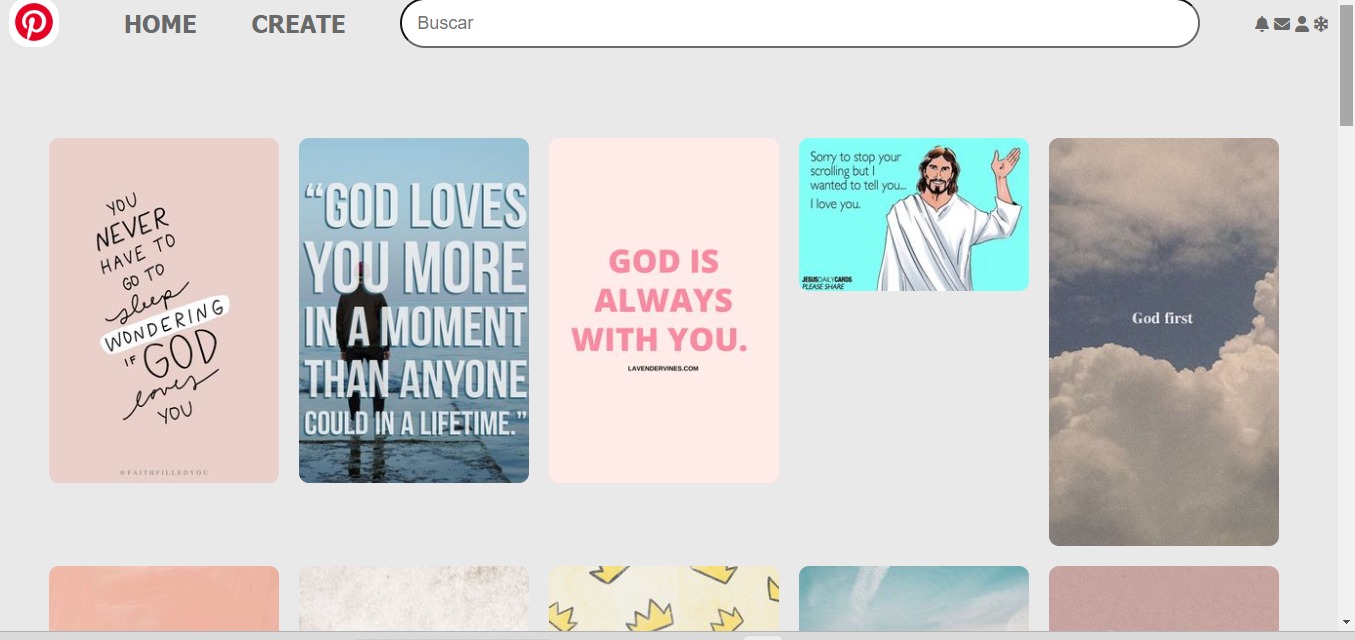 HOME
CREATE
Buscar
YOU
NEVER
HAVE TO
GO TO
sleep
WONDERING
IF GOD
loves
YOU
@FAITHFILLEDYOU
“GOD LOVES
YOU MORE
IN A MOMENT
THAN ANYONE
COULD IN A LIFETIME.”
GOD IS
ALWAYS
WITH YOU.
LAVENDERVINES.COM
Sorry to stop your
scrolling but I
wanted to tell you...
I love you.
JESUSDAILYCARDS
PLEASE SHARE
God first